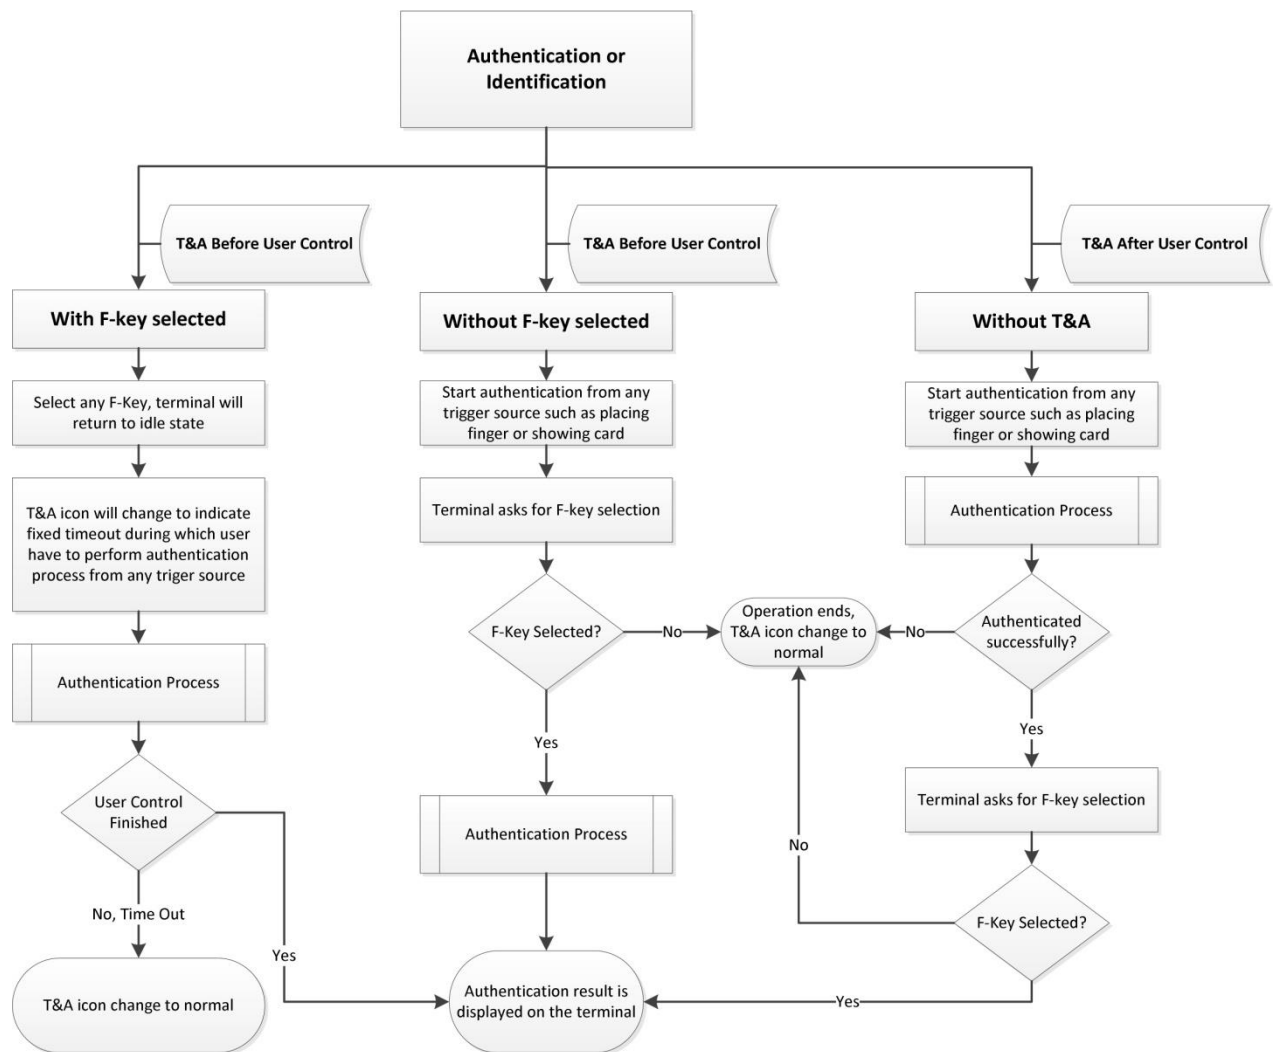 Authentication or
Identification
T&A Before User Control
T&A Before User Control
T&A After User Control
With F-key selected
Without F-key selected
Without T&A
Select any F-Key, terminal will
return to idle state
Start authentication from any
trigger source such as placing
finger or showing card
Start authentication from any
trigger source such as placing
finger or showing card
T&A icon will change to indicate
fixed timeout during which user
have to perform authentication
process from any triger source
Terminal asks for F-key selection
Authentication Process
F-Key Selected?
No
Operation ends,
T&A icon change to
normal
No
Authenticated
successfully?
Authentication Process
Yes
Yes
User Control
Finished
Authentication Process
No
Terminal asks for F-key selection
No, Time Out
Yes
F-Key Selected?
T&A icon change to normal
Authentication result is
displayed on the terminal
Yes